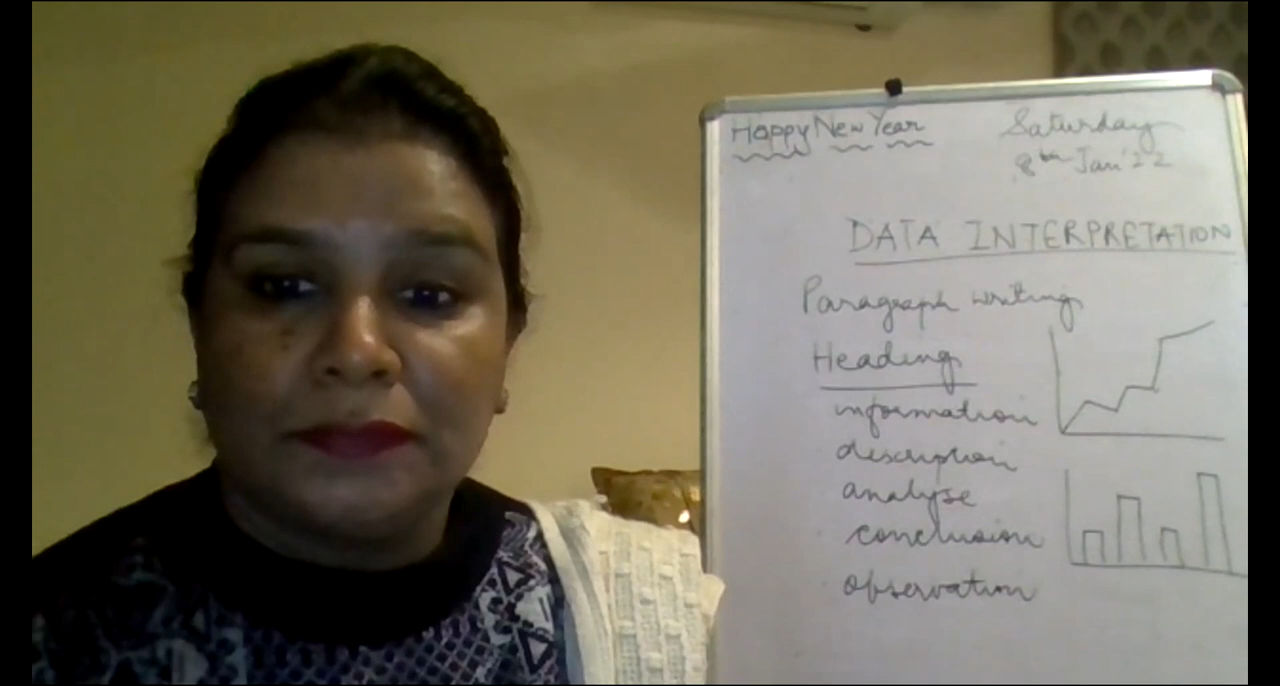 Happy New Year
Saturday
8th Jan'22
DATA INTERPRETATION
Paragraph writing
Heading
information
description
analyse
conclusion
observation